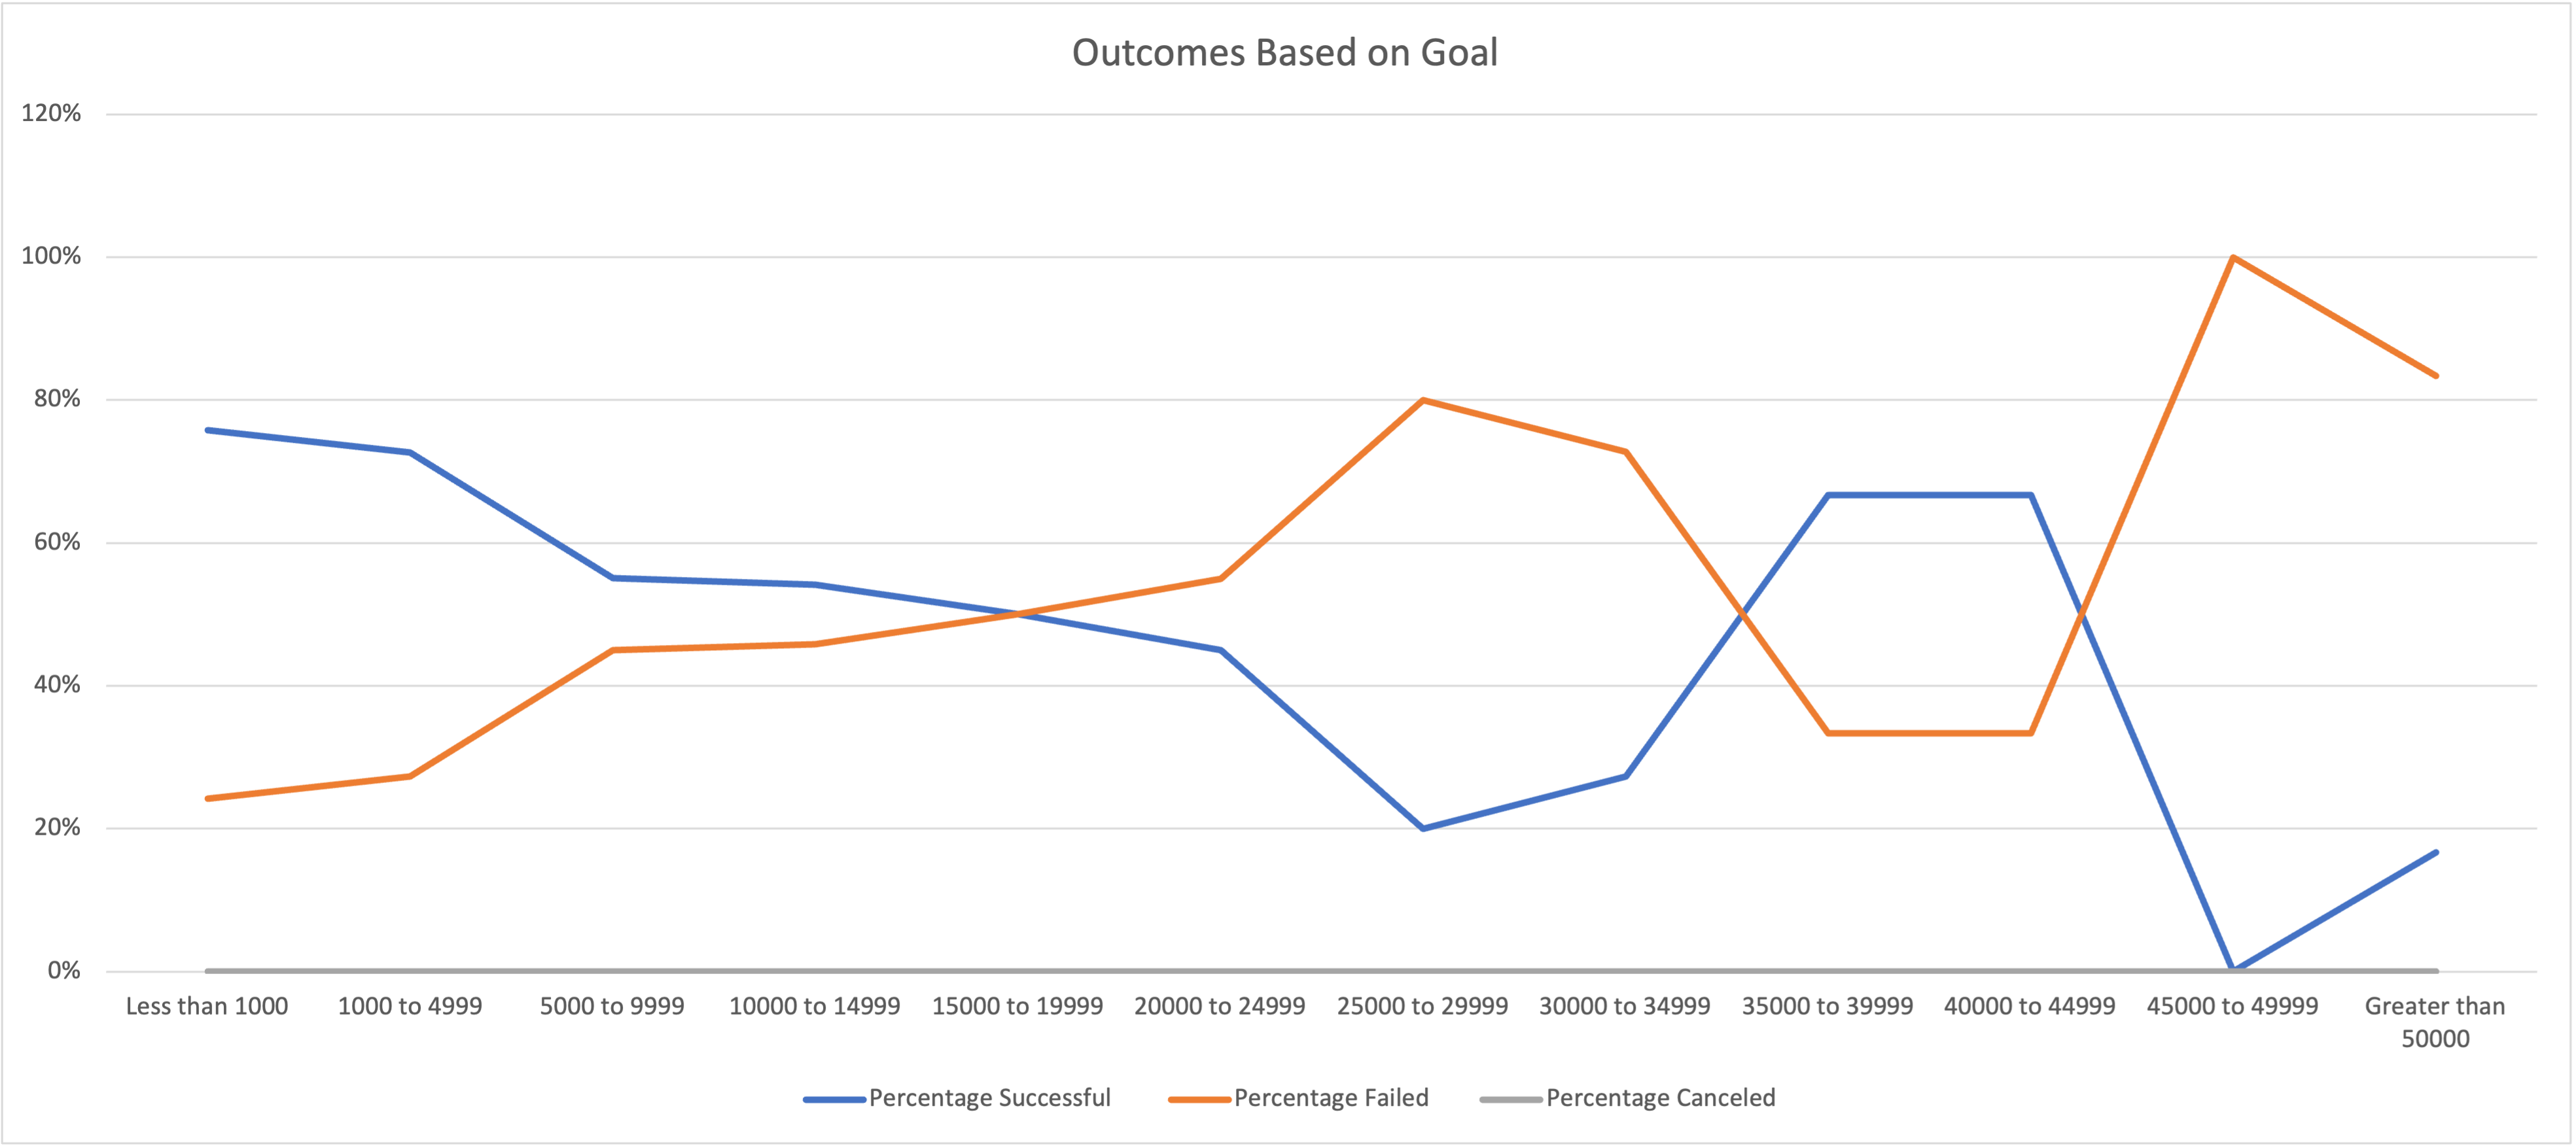 Outcomes Based on Goal
120%
100%
80%
60%
40%
20%
0%
Less than 1000 1000 to 4999 5000 to 9999 10000 to 14999 15000 to 19999 20000 to 24999 25000 to 29999 30000 to 34999 35000 to 39999 40000 to 44999 45000 to 49999 Greater than
50000
Percentage Successful Percentage Failed Percentage Canceled